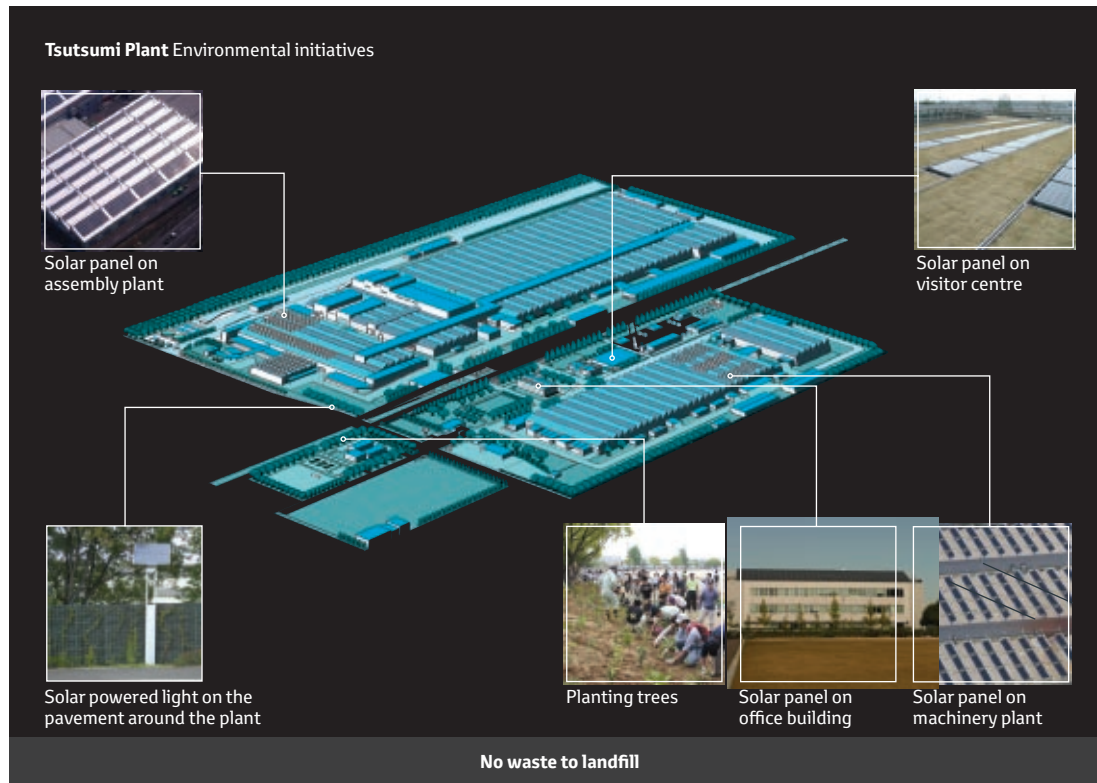 Tsutsumi Plant Environmental initiatives
Solar panel on
assembly plant
Solar panel on
visitor centre
Solar powered light on the
pavement around the plant
Planting trees
Solar panel on
office building
Solar panel on
machinery plant
No waste to landfill